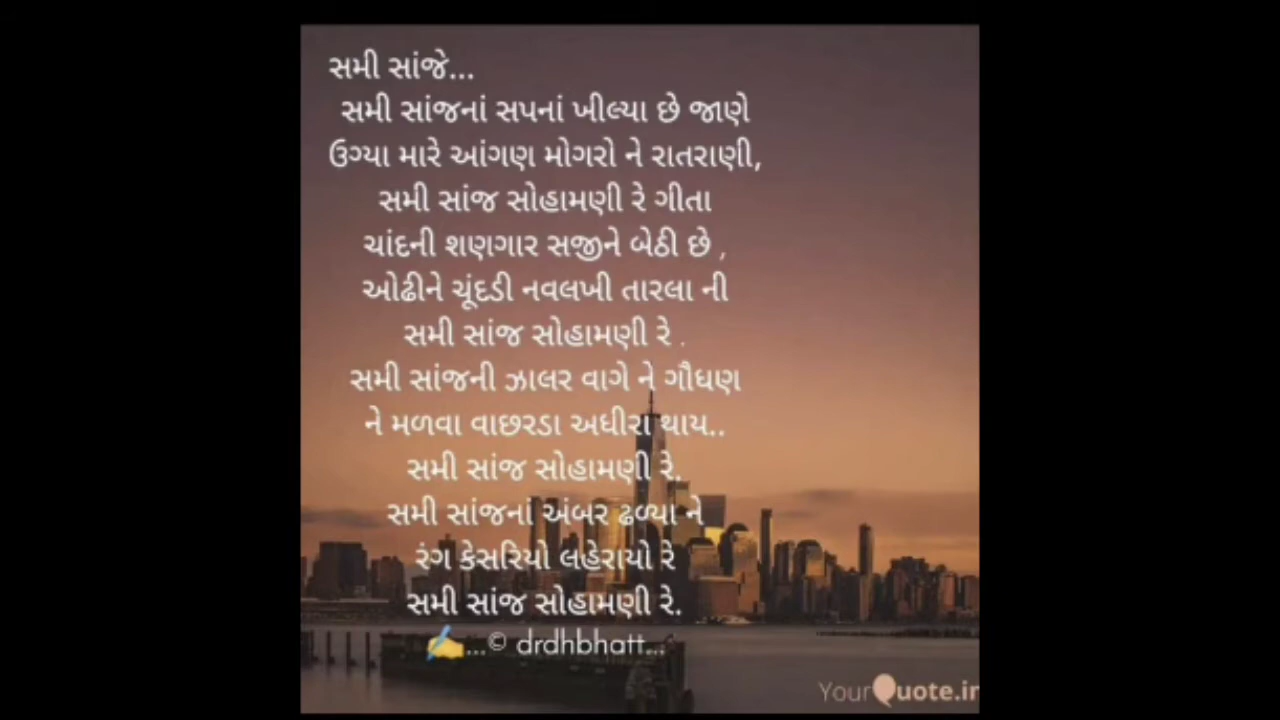 સમી સાંજે...
સમી સાંજનાં સપનાં ખીલ્યા છે જાણે
ઉગ્યા મારે આંગણ મોગરો ને રાતરાણી,
સમી સાંજ સોહામણી રે ગીતા
ચાંદની શણગાર સજીને બેઠી છે ,
ઓઢીને ચૂંદડી નવલખી તારલા ની
સમી સાંજ સોહામણી રે .
સમી સાંજની ઝાલર વાગે ને ગૌધણ
ને મળવા વાછરડા અધીરા થાય..
સમી સાંજ સોહામણી રે.
સમી સાંજનાં અંબર ઢળ્યા ને
રંગ કેસરિયો લહેરાયો રે
સમી સાંજ સોહામણી રે.
✍️...© drdhbhatt...
YourQuote.in